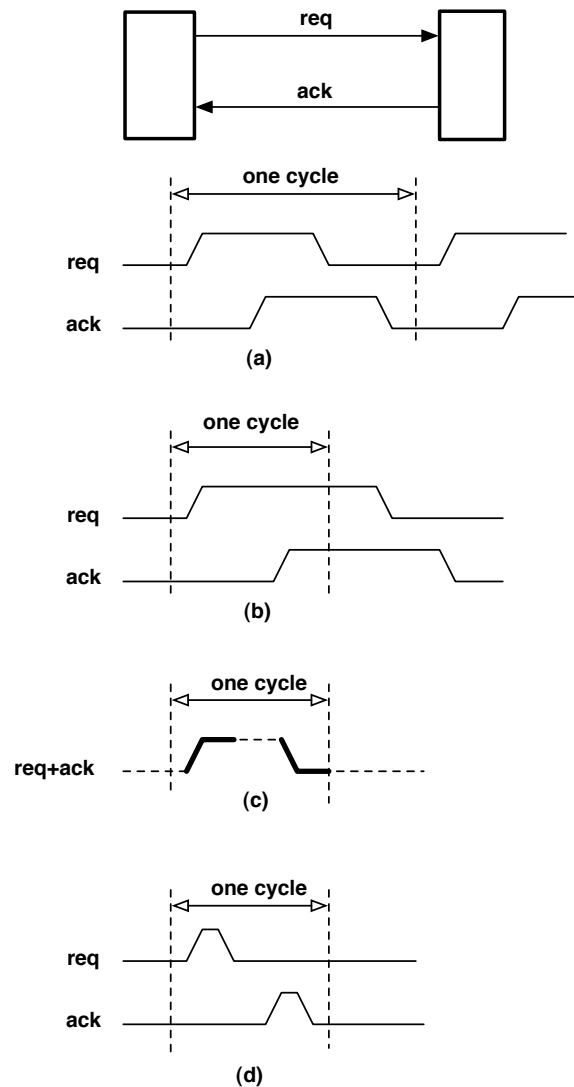 req
ack
one cycle
req
ack
(a)
one cycle
req
ack
(b)
one cycle
req+ack
(c)
one cycle
req
ack
(d)